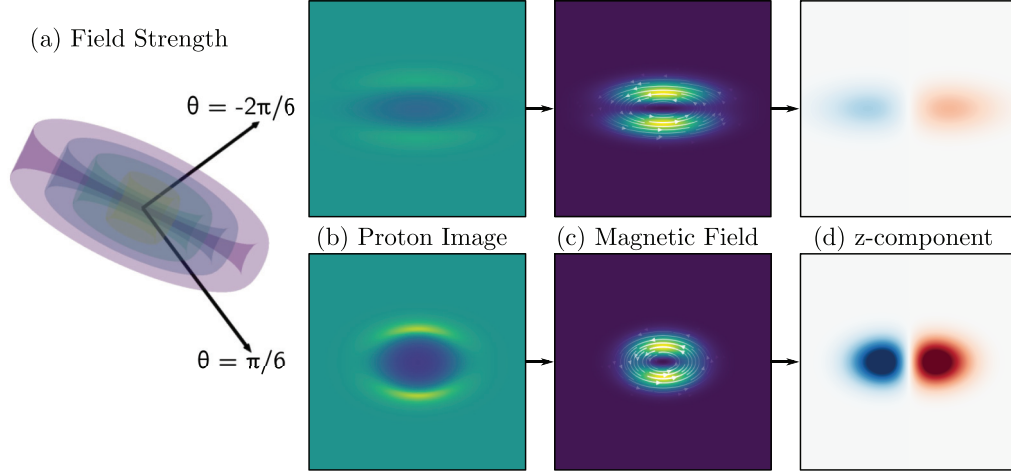 (a) Field Strength
θ = -2π/6
θ = π/6
(b) Proton Image
(c) Magnetic Field
(d) z-component